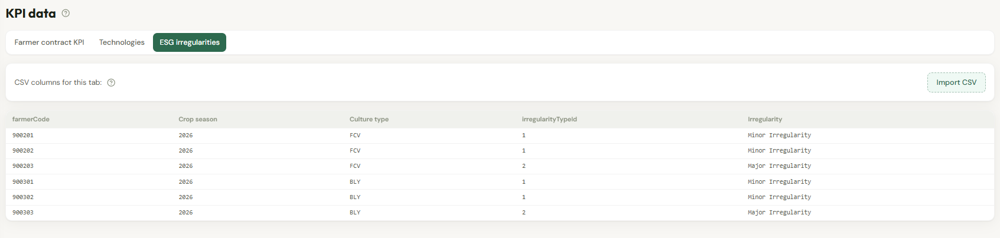 KPI data
Farmer contract KPI Technologies ESG irregularities
CSV columns for this tab: Import CSV
farmerCode Crop season Culture type irregularityTypeId Irregularity
900201 2026 FCV 1 Minor Irregularity
900202 2026 FCV 1 Minor Irregularity
900203 2026 FCV 2 Major Irregularity
900301 2026 BLY 1 Minor Irregularity
900302 2026 BLY 1 Minor Irregularity
900303 2026 BLY 2 Major Irregularity